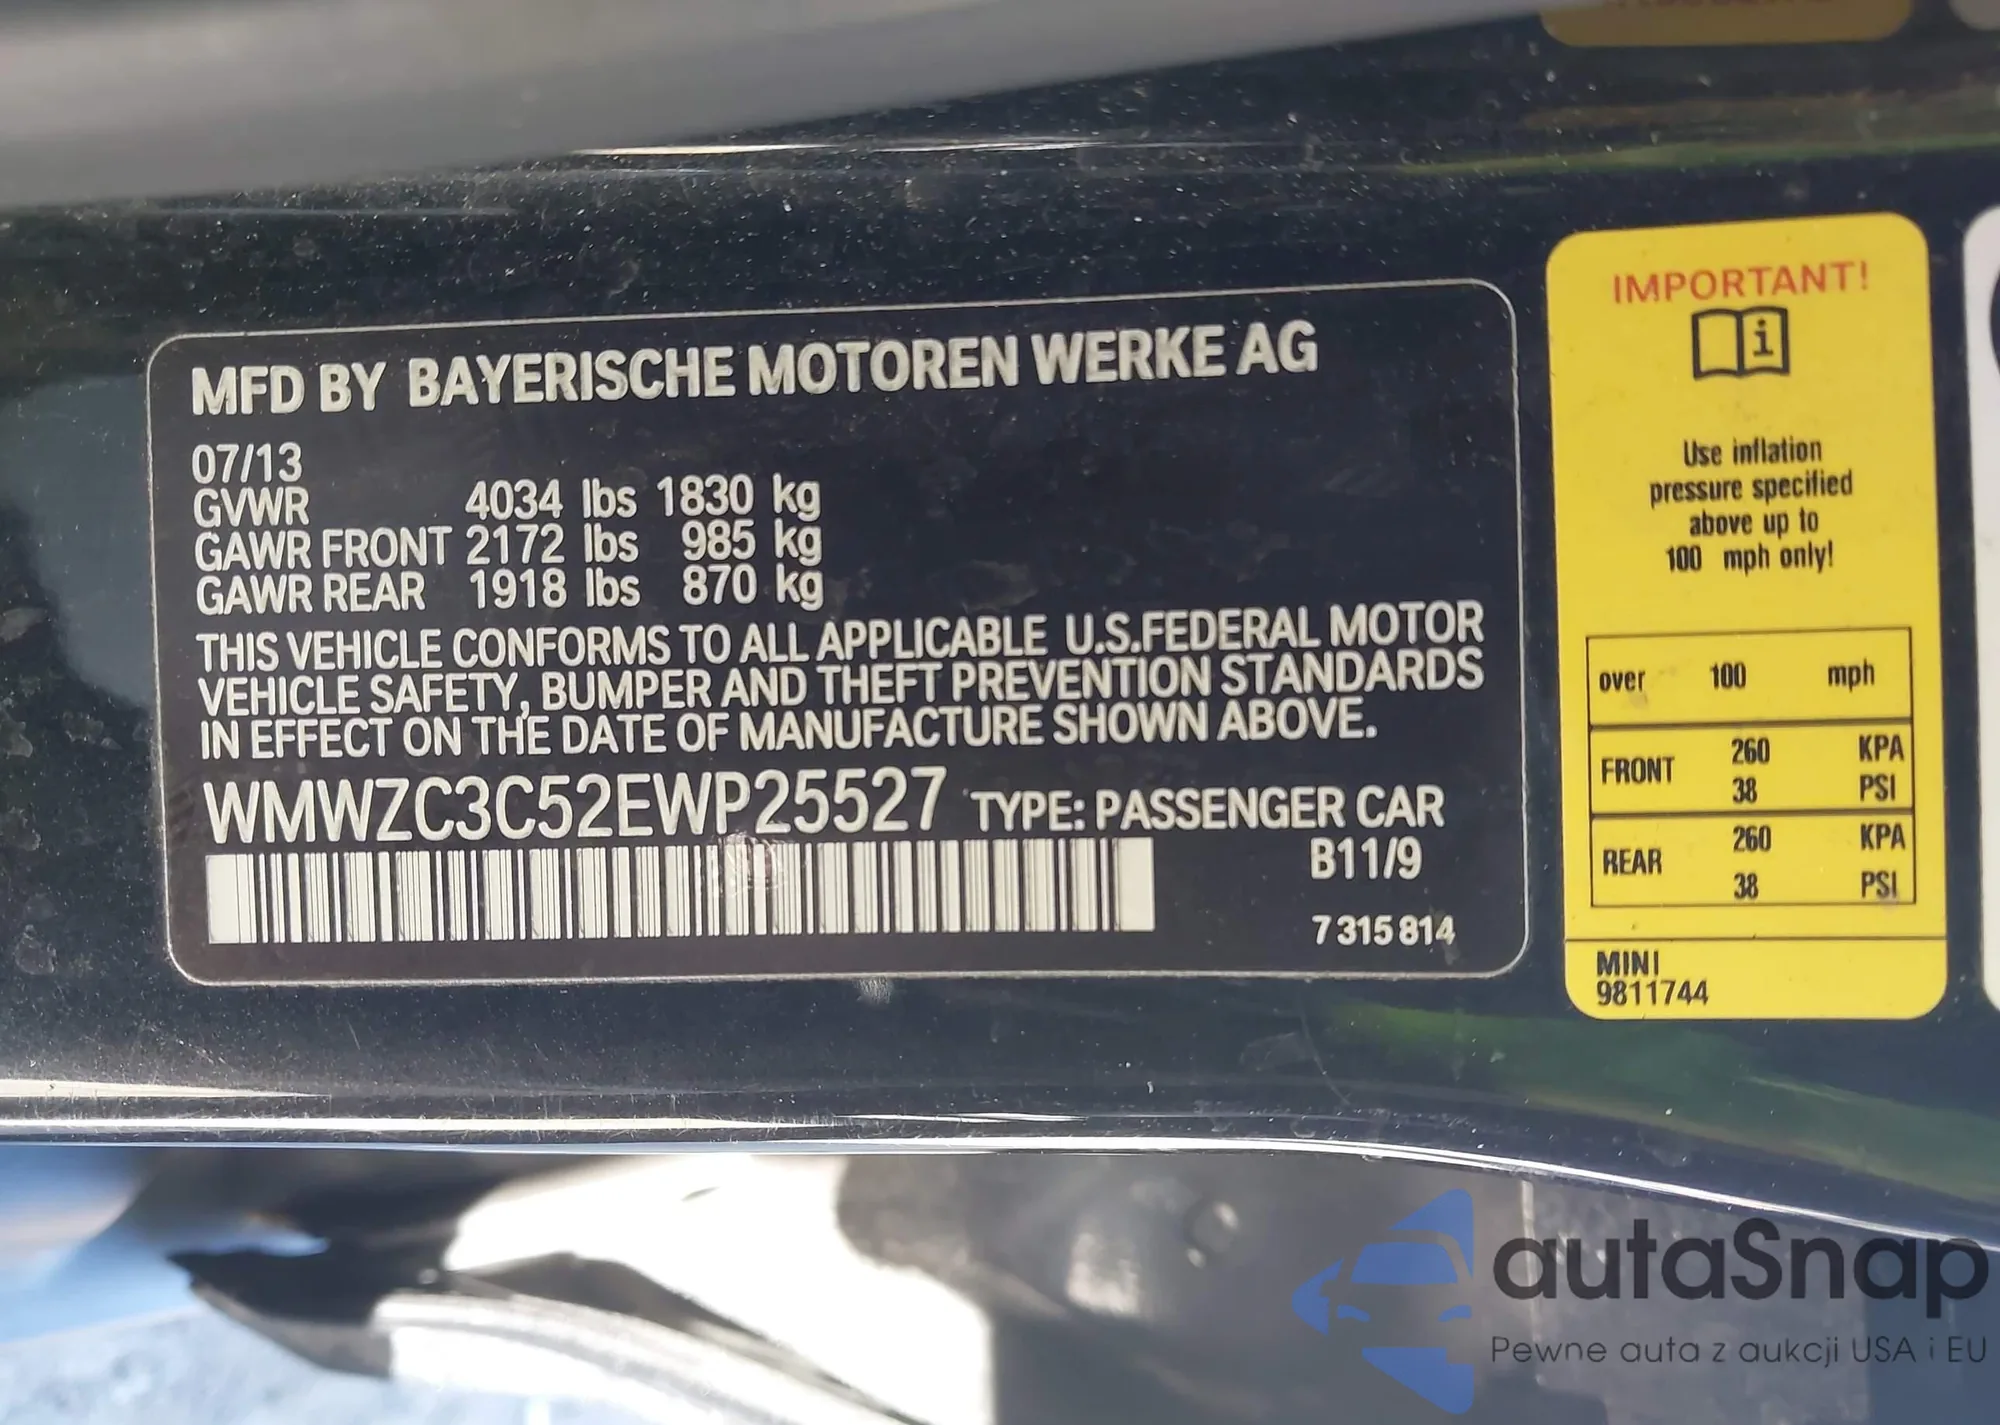 MFD BY BAYERISCHE MOTOREN WERKE AG
07/13
GVWR 4034 lbs 1830 kg
GAWR FRONT 2172 lbs 985 kg
GAWR REAR 1918 lbs 870 kg
THIS VEHICLE CONFORMS TO ALL APPLICABLE U.S.FEDERAL MOTOR
VEHICLE SAFETY, BUMPER AND THEFT PREVENTION STANDARDS
IN EFFECT ON THE DATE OF MANUFACTURE SHOWN ABOVE.
WMWZC3C52EWP25527 TYPE: PASSENGER CAR
B11/9
7 315 814
IMPORTANT!
i
Use inflation
pressure specified
above up to
100 mph only!
over 100 mph
FRONT 260 KPA
38 PSI
REAR 260 KPA
38 PSI
MINI
9811744
autaSnap
Pewne auta z aukcji USA i EU